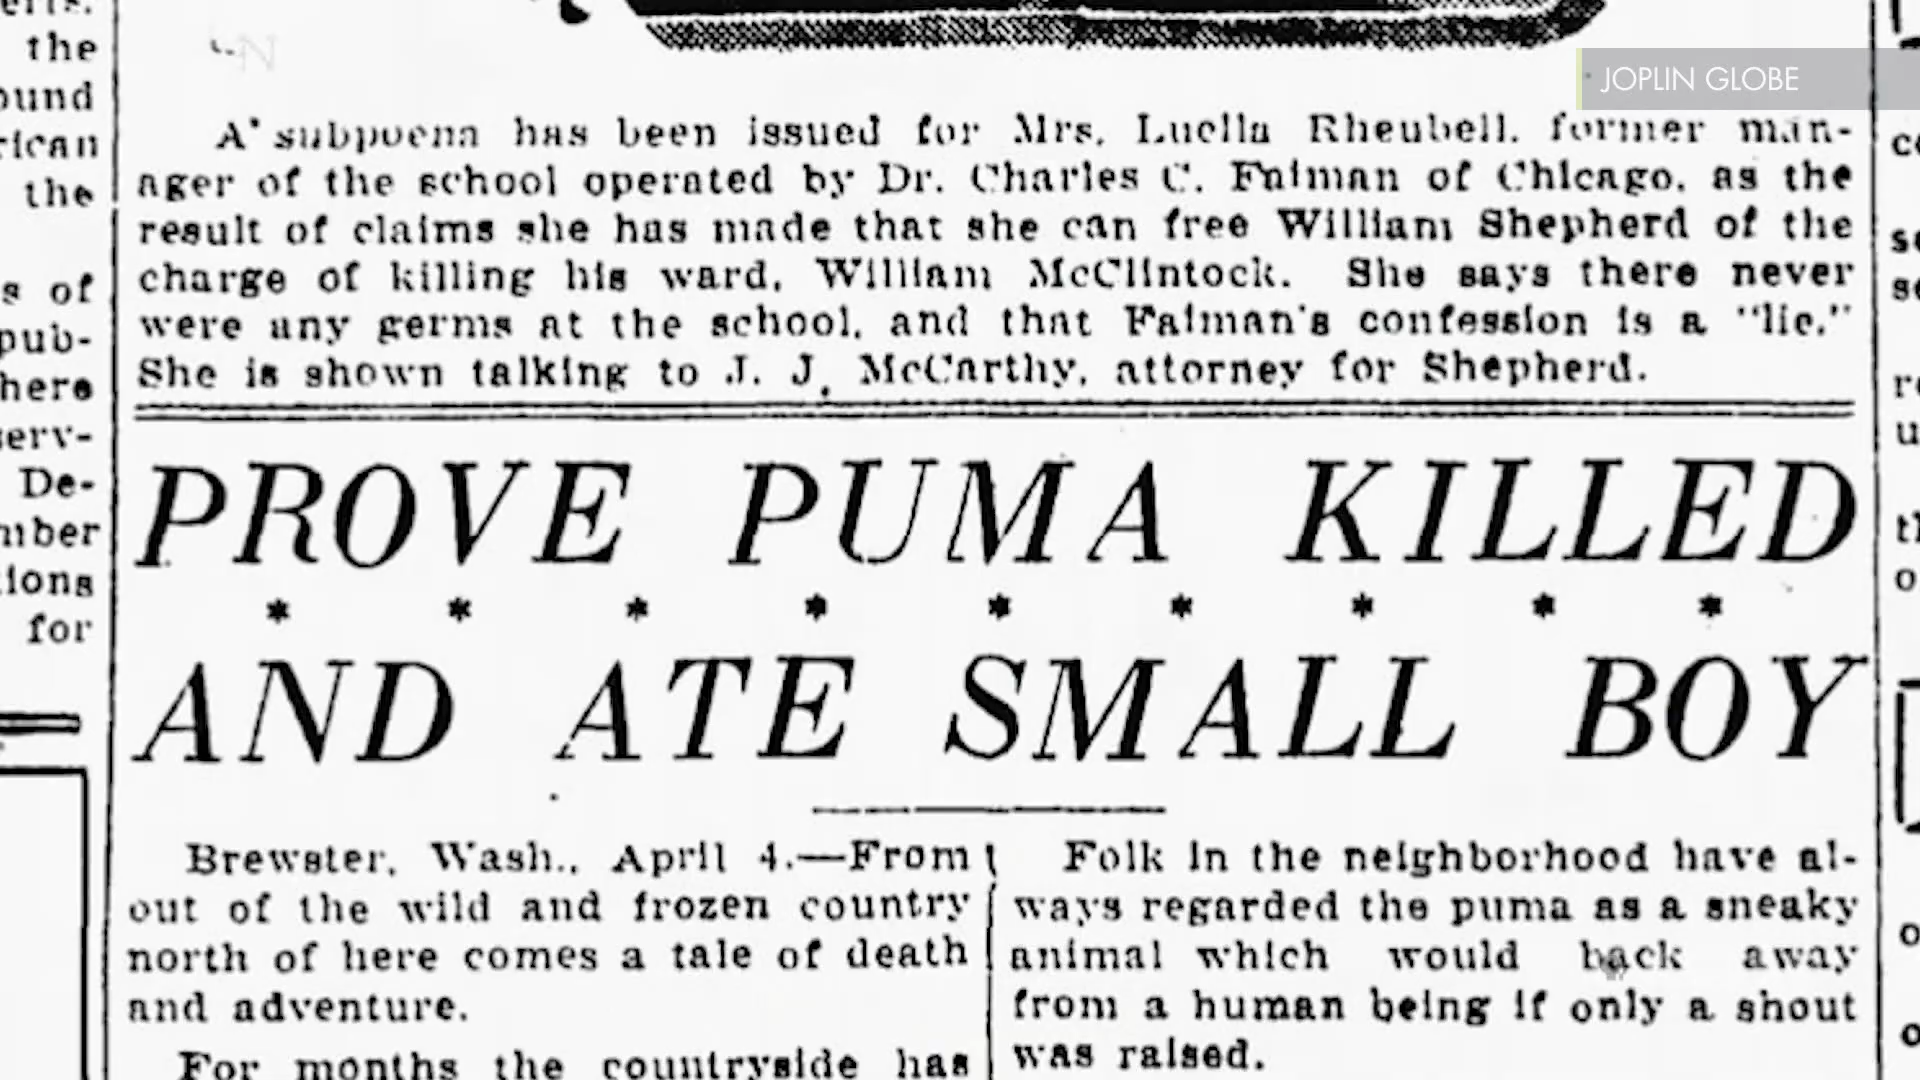 JOPLIN GLOBE
erts.
the
ound
rican
the
s of
pub-
here
serv-
De-
mber
tions
for
A subpoena has been issued for Mrs. Luella Rheubell, former man-
ager of the school operated by Dr. Charles C. Faiman of Chicago, as the
result of claims she has made that she can free William Shepherd of the
charge of killing his ward, William McClintock. She says there never
were any germs at the school, and that Faiman's confession is a "lie."
She is shown talking to J. J. McCarthy, attorney for Shepherd.
PROVE PUMA KILLED
* * * * * * * * *
AND ATE SMALL BOY
Brewster, Wash., April 4.—From
out of the wild and frozen country
north of here comes a tale of death
and adventure.
For months the countryside has
Folk in the neighborhood have al-
ways regarded the puma as a sneaky
animal which would back away
from a human being if only a shout
was raised.